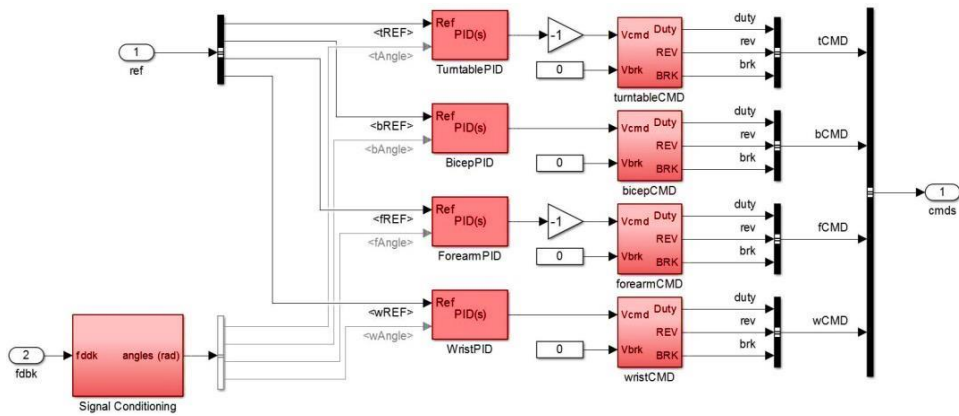 1
ref
Ref
PID(s)
<tREF>
<tAngle>
TurntablePID
-1
0
Vcmd
Vbrk
Duty
REV
BRK
turntableCMD
duty
rev
brk
tCMD
Ref
PID(s)
<bREF>
<bAngle>
BicepPID
0
Vcmd
Vbrk
Duty
REV
BRK
bicepCMD
duty
rev
brk
bCMD
1
cmds
Ref
PID(s)
<fREF>
<fAngle>
ForearmPID
-1
0
Vcmd
Vbrk
Duty
REV
BRK
forearmCMD
duty
rev
brk
fCMD
Ref
PID(s)
<wREF>
<wAngle>
WristPID
0
Vcmd
Vbrk
Duty
REV
BRK
wristCMD
duty
rev
brk
wCMD
2
fdbk
fddk
angles (rad)
Signal Conditioning